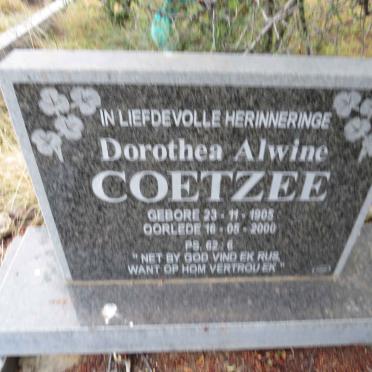 IN LIEFDEVOLLE HERINNERINGE
Dorothea Alwine
COETZEE
GEBORE 23 - 11 - 1905
OORLEDE 16 - 05 - 2000
PS. 62 : 6
" NET BY GOD VIND EK RUS,
WANT OP HOM VERTROU EK "